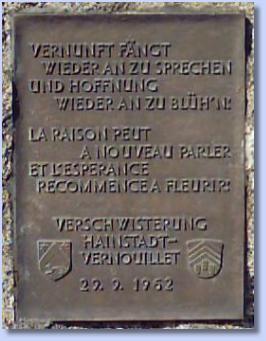 VERNUNFT FÄNGT
WIEDER AN ZU SPRECHEN
UND HOFFNUNG
WIEDER AN ZU BLÜH'N!
LA RAISON PEUT
A NOUVEAU PARLER
ET L'ESPERANCE
RECOMMENCE A FLEURIR!
VERSCHWISTERUNG
HAINSTADT-
VERNOUILLET
29. 9. 1962